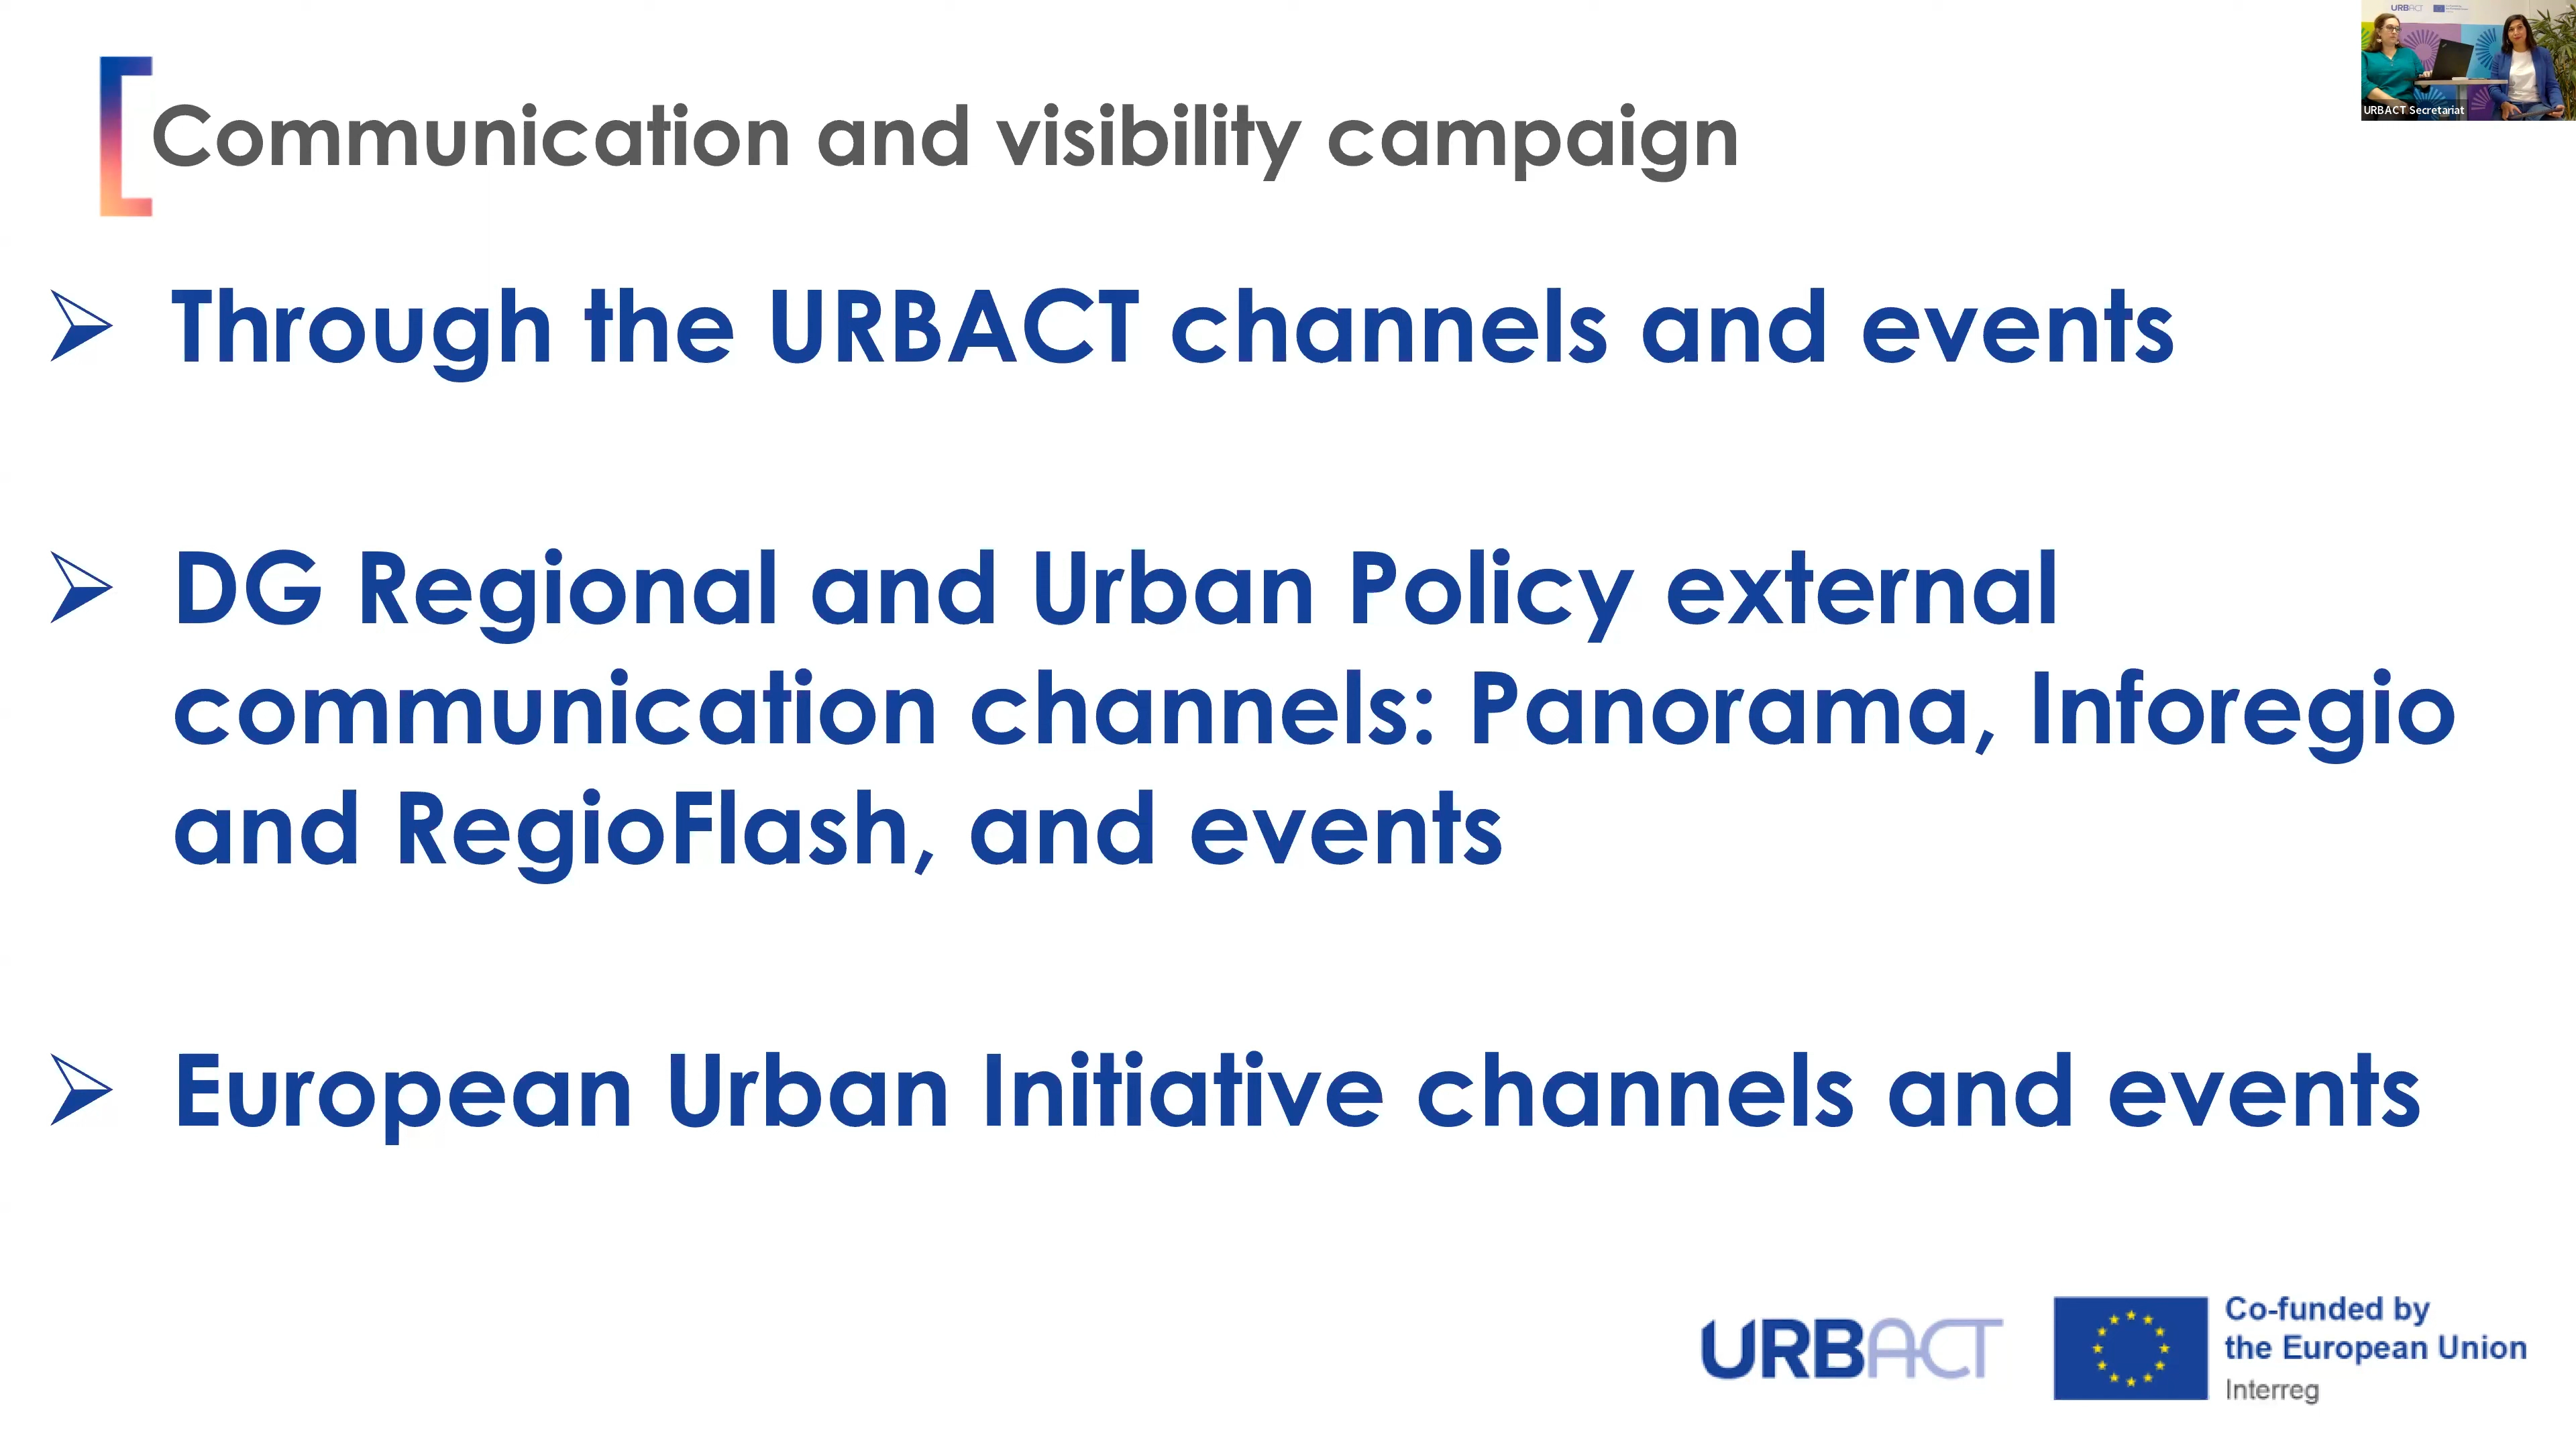 URBACT
URBACT Secretariat
Communication and visibility campaign
Through the URBACT channels and events
DG Regional and Urban Policy external
communication channels: Panorama, Inforegio
and RegioFlash, and events
European Urban Initiative channels and events
URBACT
Co-funded by
the European Union
Interreg